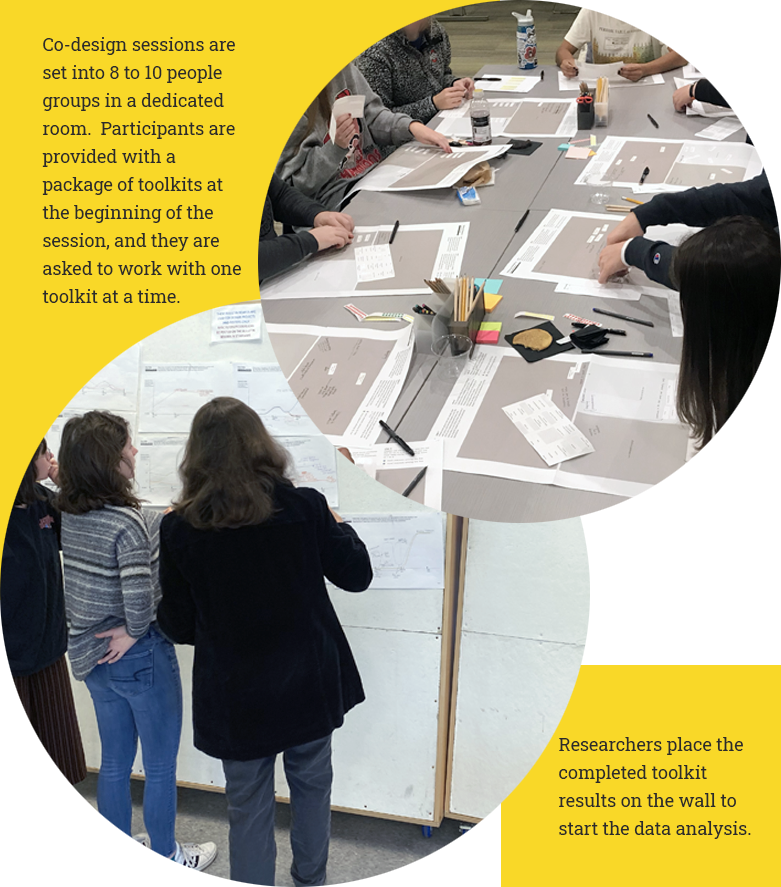 Co-design sessions are
set into 8 to 10 people
groups in a dedicated
room.  Participants are
provided with a
package of toolkits at
the beginning of the
session, and they are
asked to work with one
toolkit at a time.
Researchers place the
completed toolkit
results on the wall to
start the data analysis.